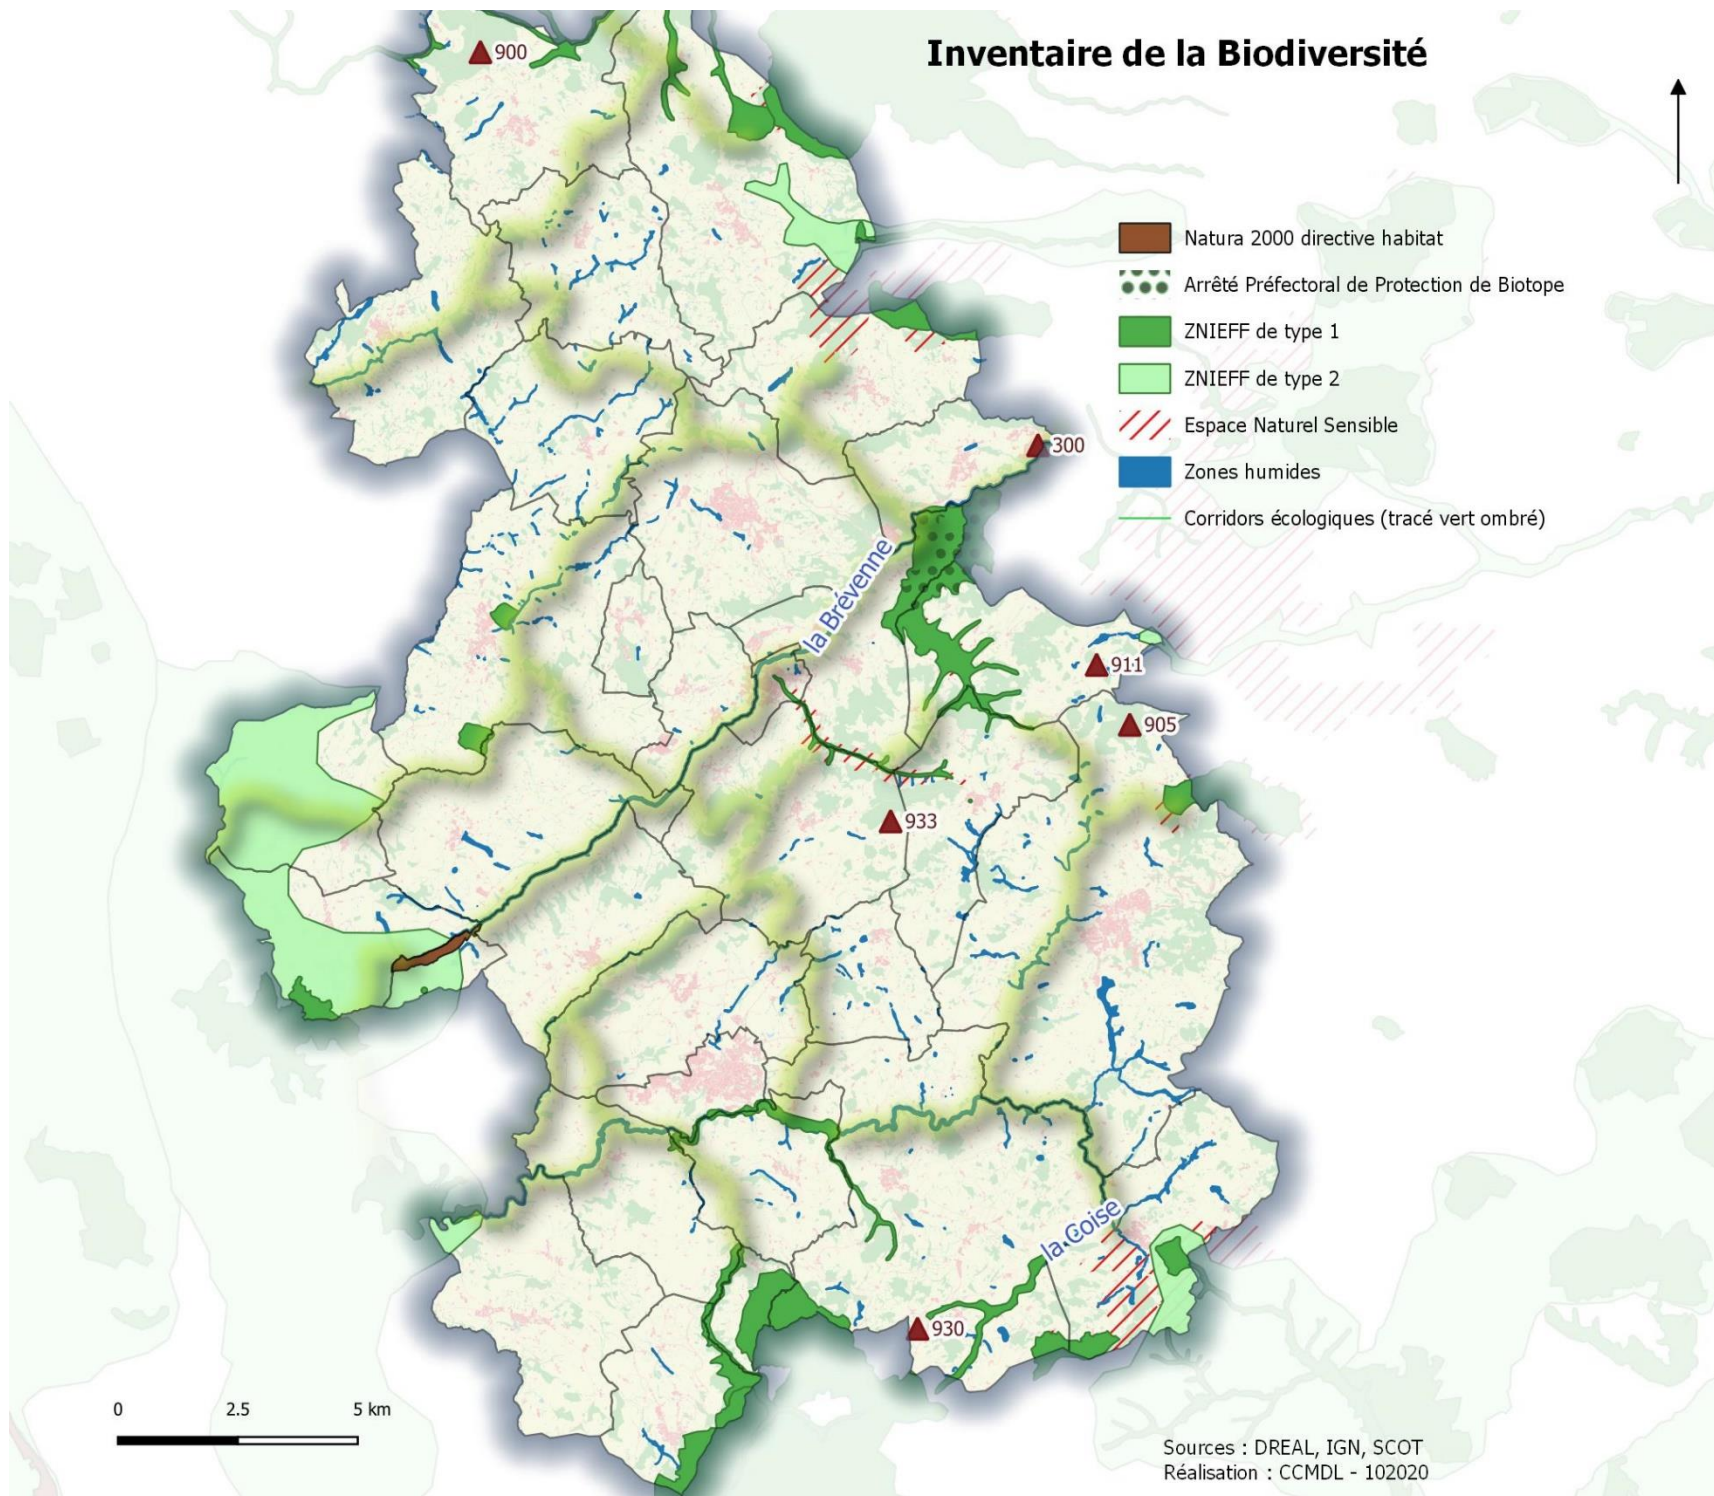 Inventaire de la Biodiversité
900
Natura 2000 directive habitat
Arrêté Préfectoral de Protection de Biotope
ZNIEFF de type 1
ZNIEFF de type 2
Espace Naturel Sensible
Zones humides
Corridors écologiques (tracé vert ombré)
300
la Brévenne
911
905
933
la Coise
930
0 2.5 5 km
Sources : DREAL, IGN, SCOT
Réalisation : CCMDL - 102020